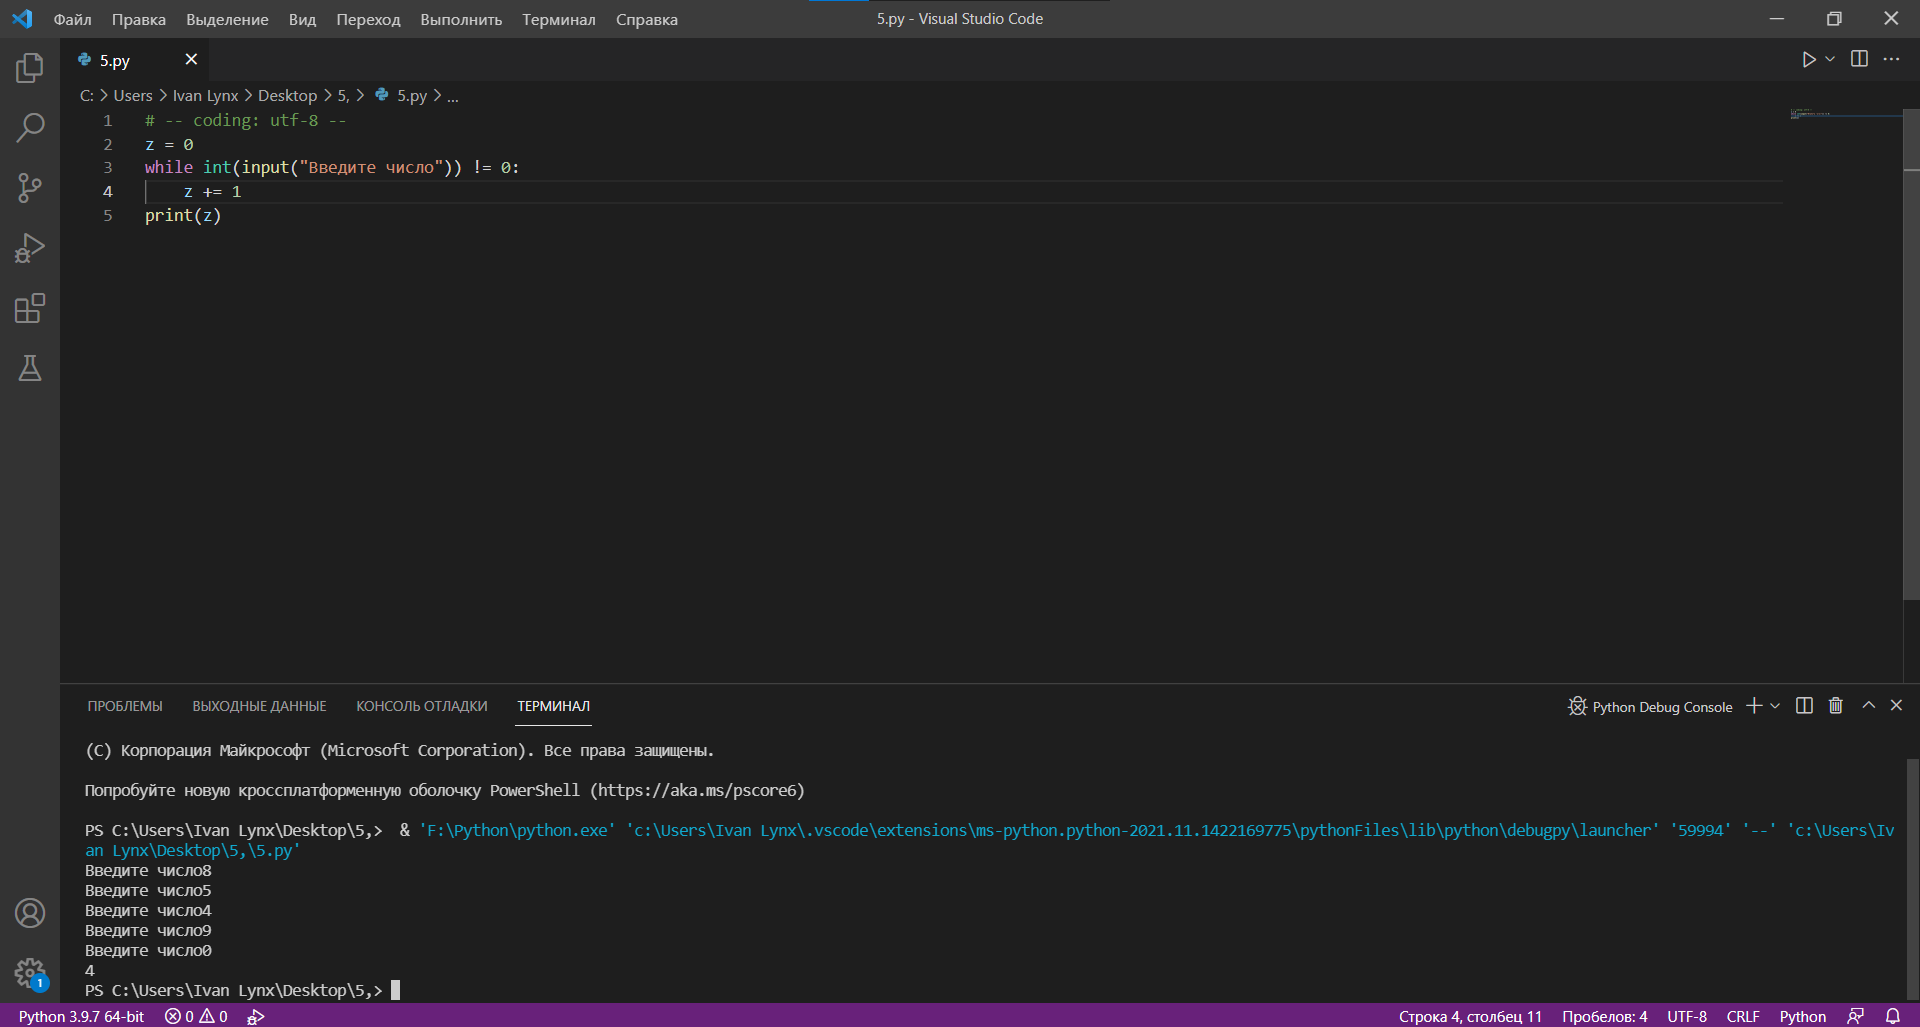 Файл Правка Выделение Вид Переход Выполнить Терминал Справка 5.py - Visual Studio Code
5.py
C: > Users > Ivan Lynx > Desktop > 5, > 5.py > ...
1 # -- coding: utf-8 --
2 z = 0
3 while int(input("Введите число")) != 0:
4 z += 1
5 print(z)
ПРОБЛЕМЫ ВЫХОДНЫЕ ДАННЫЕ КОНСОЛЬ ОТЛАДКИ ТЕРМИНАЛ Python Debug Console
(C) Корпорация Майкрософт (Microsoft Corporation). Все права защищены.
Попробуйте новую кроссплатформенную оболочку PowerShell (https://aka.ms/pscore6)
PS C:\Users\Ivan Lynx\Desktop\5,> & 'F:\Python\python.exe' 'c:\Users\Ivan Lynx\.vscode\extensions\ms-python.python-2021.11.1422169775\pythonFiles\lib\python\debugpy\launcher' '59994' '--' 'c:\Users\Iv
an Lynx\Desktop\5,\5.py'
Введите число8
Введите число5
Введите число4
Введите число9
Введите число0
4
PS C:\Users\Ivan Lynx\Desktop\5,>
1
Python 3.9.7 64-bit 0 0 Строка 4, столбец 11 Пробелов: 4 UTF-8 CRLF Python